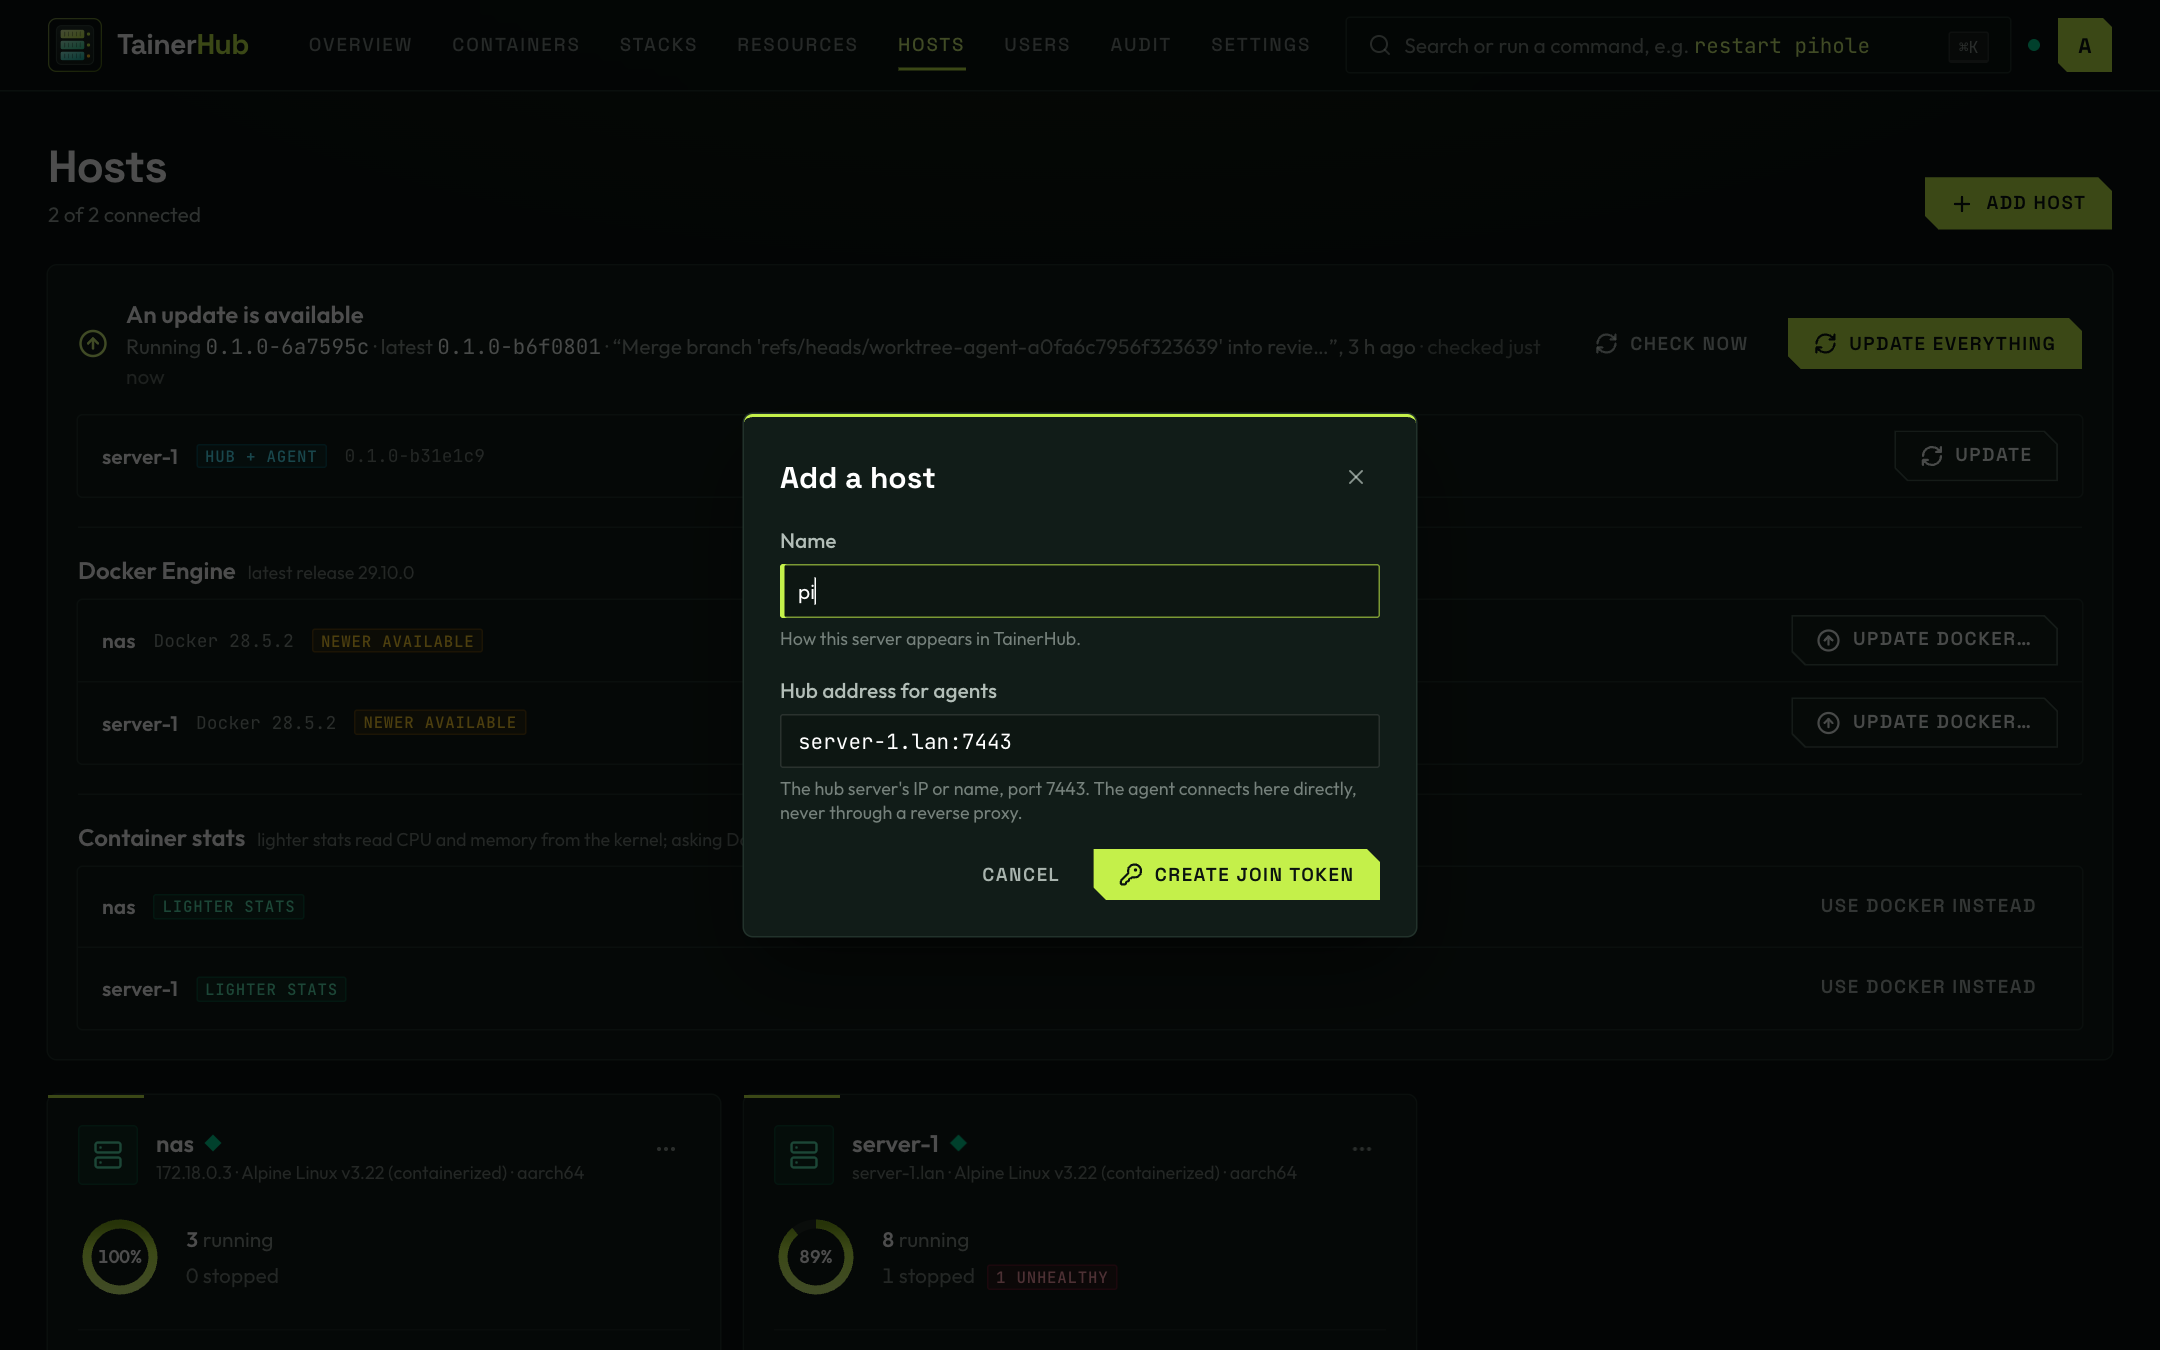 TainerHub OVERVIEW CONTAINERS STACKS RESOURCES HOSTS USERS AUDIT SETTINGS Search or run a command, e.g. restart pihole ⌘K A
Hosts
2 of 2 connected
+ ADD HOST
An update is available
Running 0.1.0-6a7595c · latest 0.1.0-b6f0801 · “Merge branch 'refs/heads/worktree-agent-a0fa6c7956f323639' into revie…”, 3 h ago · checked just
now
CHECK NOW UPDATE EVERYTHING
server-1 HUB + AGENT 0.1.0-b31e1c9 UPDATE
Docker Engine latest release 29.10.0
nas Docker 28.5.2 NEWER AVAILABLE UPDATE DOCKER…
server-1 Docker 28.5.2 NEWER AVAILABLE UPDATE DOCKER…
Container stats lighter stats read CPU and memory from the kernel; asking
nas LIGHTER STATS USE DOCKER INSTEAD
server-1 LIGHTER STATS USE DOCKER INSTEAD
Add a host
Name
pi
How this server appears in TainerHub.
Hub address for agents
server-1.lan:7443
The hub server's IP or name, port 7443. The agent connects here directly,
never through a reverse proxy.
CANCEL CREATE JOIN TOKEN
nas
172.18.0.3 · Alpine Linux v3.22 (containerized) · aarch64
100%
3 running
0 stopped
server-1
server-1.lan · Alpine Linux v3.22 (containerized) · aarch64
89%
8 running
1 stopped 1 UNHEALTHY